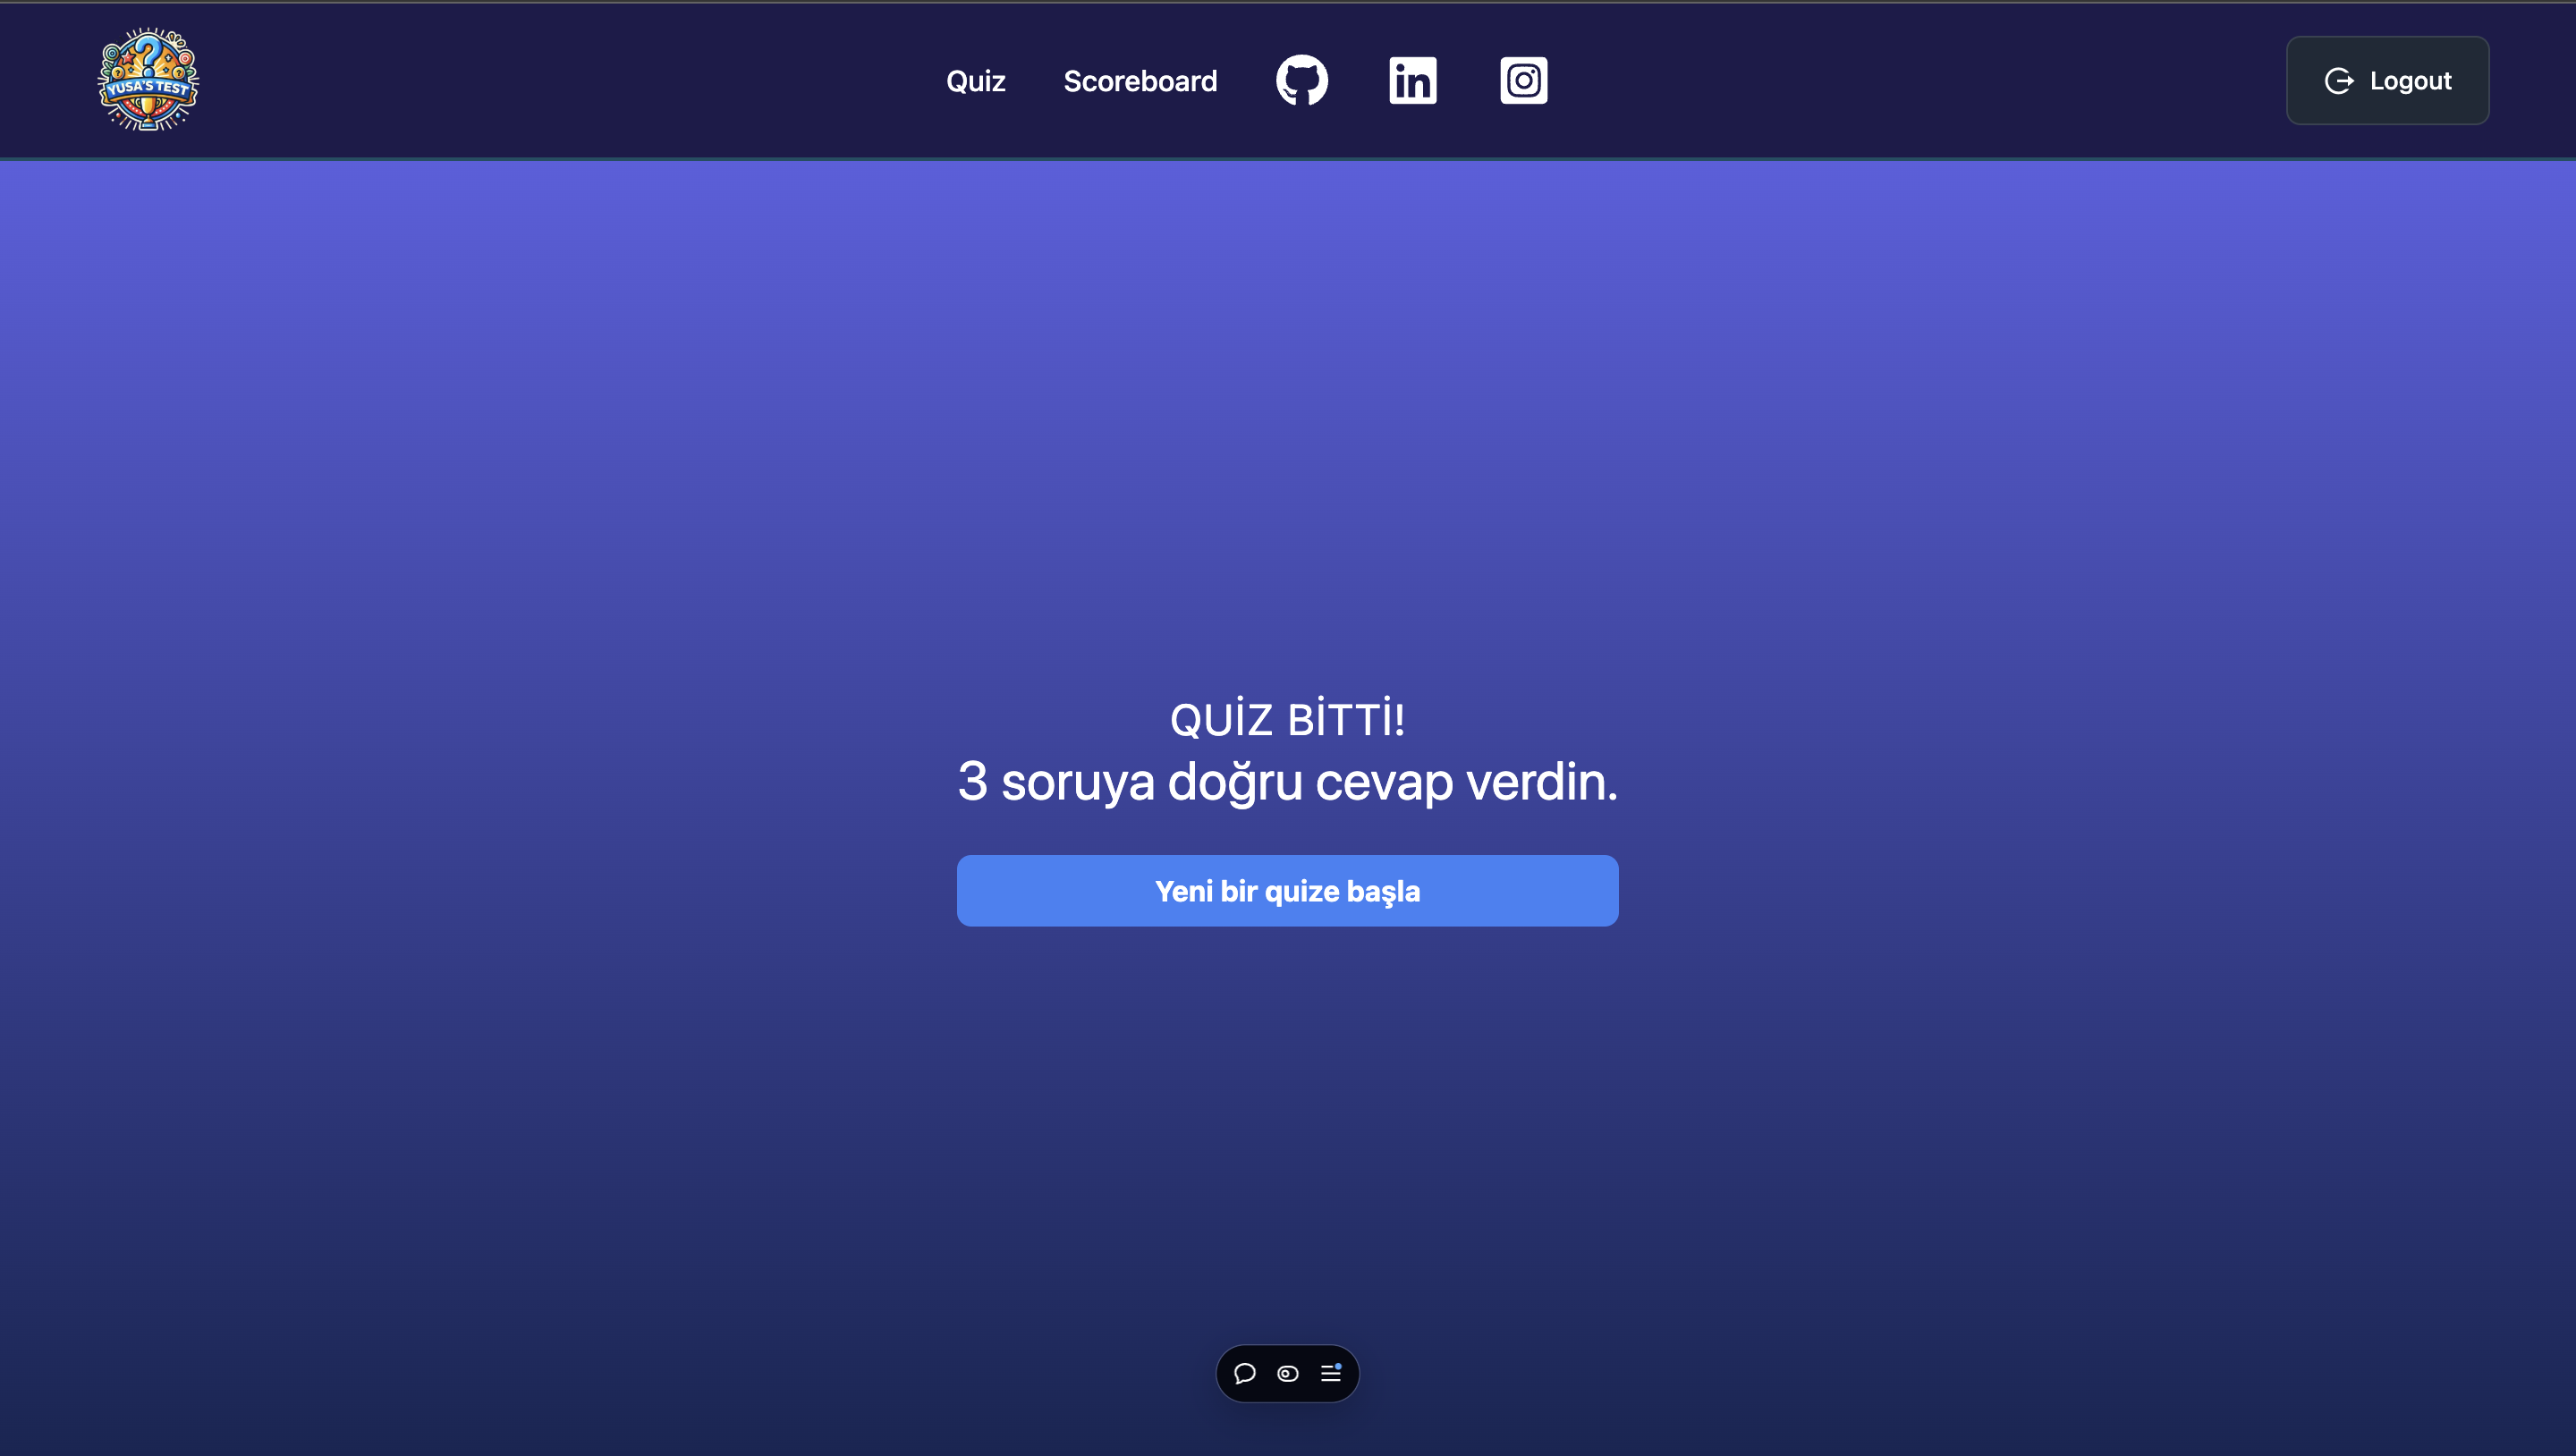 YUSA'S TEST
Quiz
Scoreboard
Logout
QUİZ BİTTİ!
3 soruya doğru cevap verdin.
Yeni bir quize başla